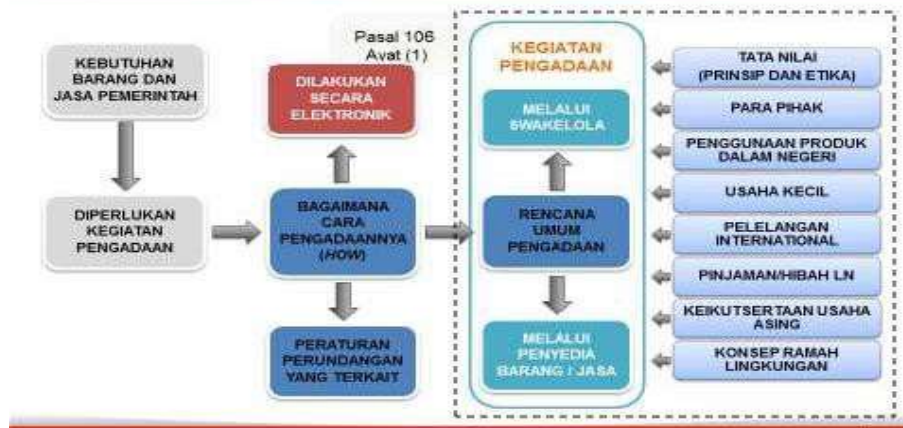 KEBUTUHAN
BARANG DAN
JASA PEMERINTAH
DIPERLUKAN
KEGIATAN
PENGADAAN
Pasal 106
Ayat (1)
DILAKUKAN
SECARA
ELEKTRONIK
BAGAIMANA
CARA
PENGADAANNYA
(HOW)
PERATURAN
PERUNDANGAN
YANG TERKAIT
KEGIATAN
PENGADAAN
MELALUI
SWAKELOLA
RENCANA
UMUM
PENGADAAN
MELALUI
PENYEDIA
BARANG / JASA
TATA NILAI
(PRINSIP DAN ETIKA)
PARA PIHAK
PENGGUNAAN PRODUK
DALAM NEGERI
USAHA KECIL
PELELANGAN
INTERNATIONAL
PINJAMAN/HIBAH LN
KEIKUTSERTAAN USAHA
ASING
KONSEP RAMAH
LINGKUNGAN